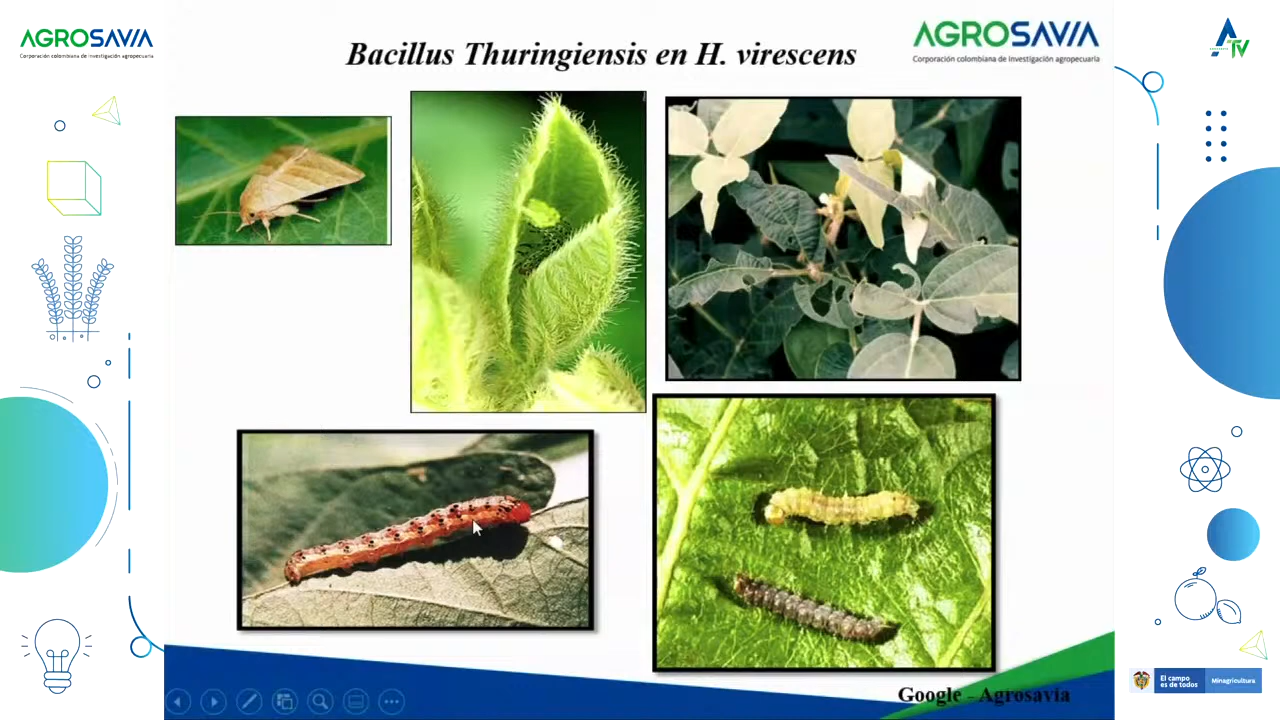 AGROSAVIA
Corporación colombiana de investigación agropecuaria
Bacillus Thuringiensis en H. virescens
AGROSAVIA
Corporación colombiana de investigación agropecuaria
TV
El campo
es de todos
Minagricultura
Google - Agrosavia